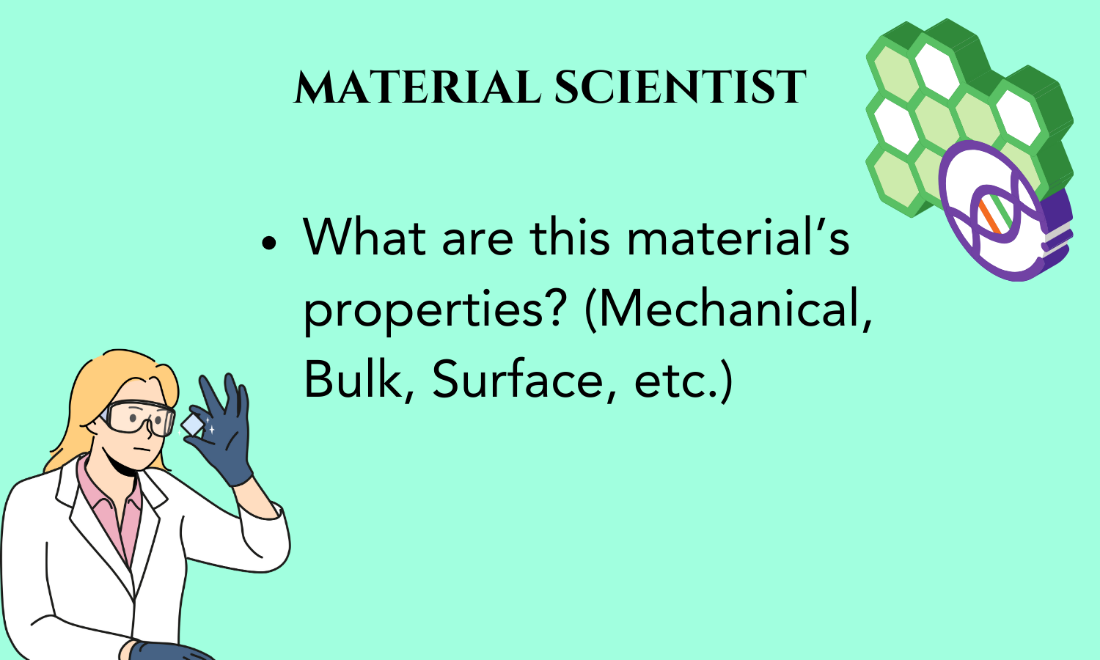 MATERIAL SCIENTIST
• What are this material’s
properties? (Mechanical,
Bulk, Surface, etc.)